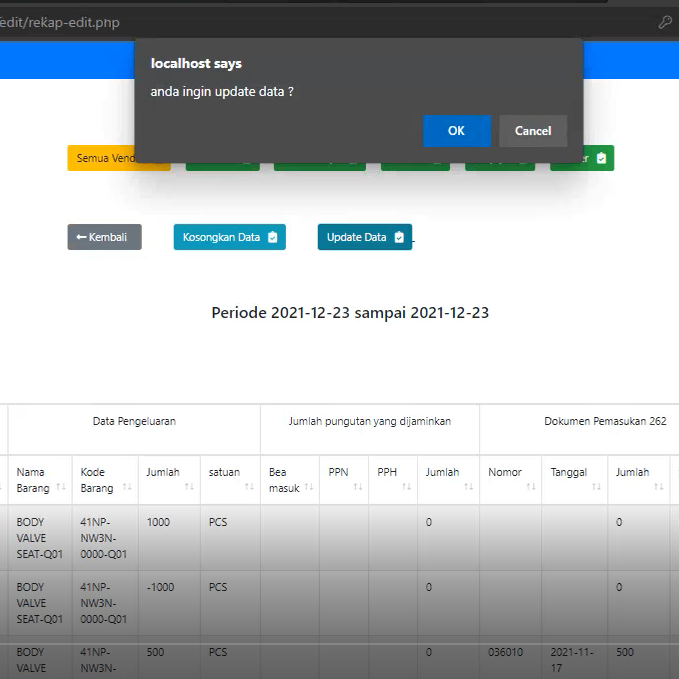 edit/rekap-edit.php
localhost says
anda ingin update data ?
OK
Cancel
Semua Vend
Kembali
Kosongkan Data
Update Data
Periode 2021-12-23 sampai 2021-12-23
Data Pengeluaran
Jumlah pungutan yang dijaminkan
Dokumen Pemasukan 262
Nama Barang
Kode Barang
Jumlah
satuan
Bea masuk
PPN
PPH
Jumlah
Nomor
Tanggal
Jumlah
BODY VALVE SEAT-Q01
41NP-NW3N-0000-Q01
1000
PCS
0
0
BODY VALVE SEAT-Q01
41NP-NW3N-0000-Q01
-1000
PCS
0
0
BODY VALVE
41NP-NW3N-
500
PCS
0
036010
2021-11-17
500